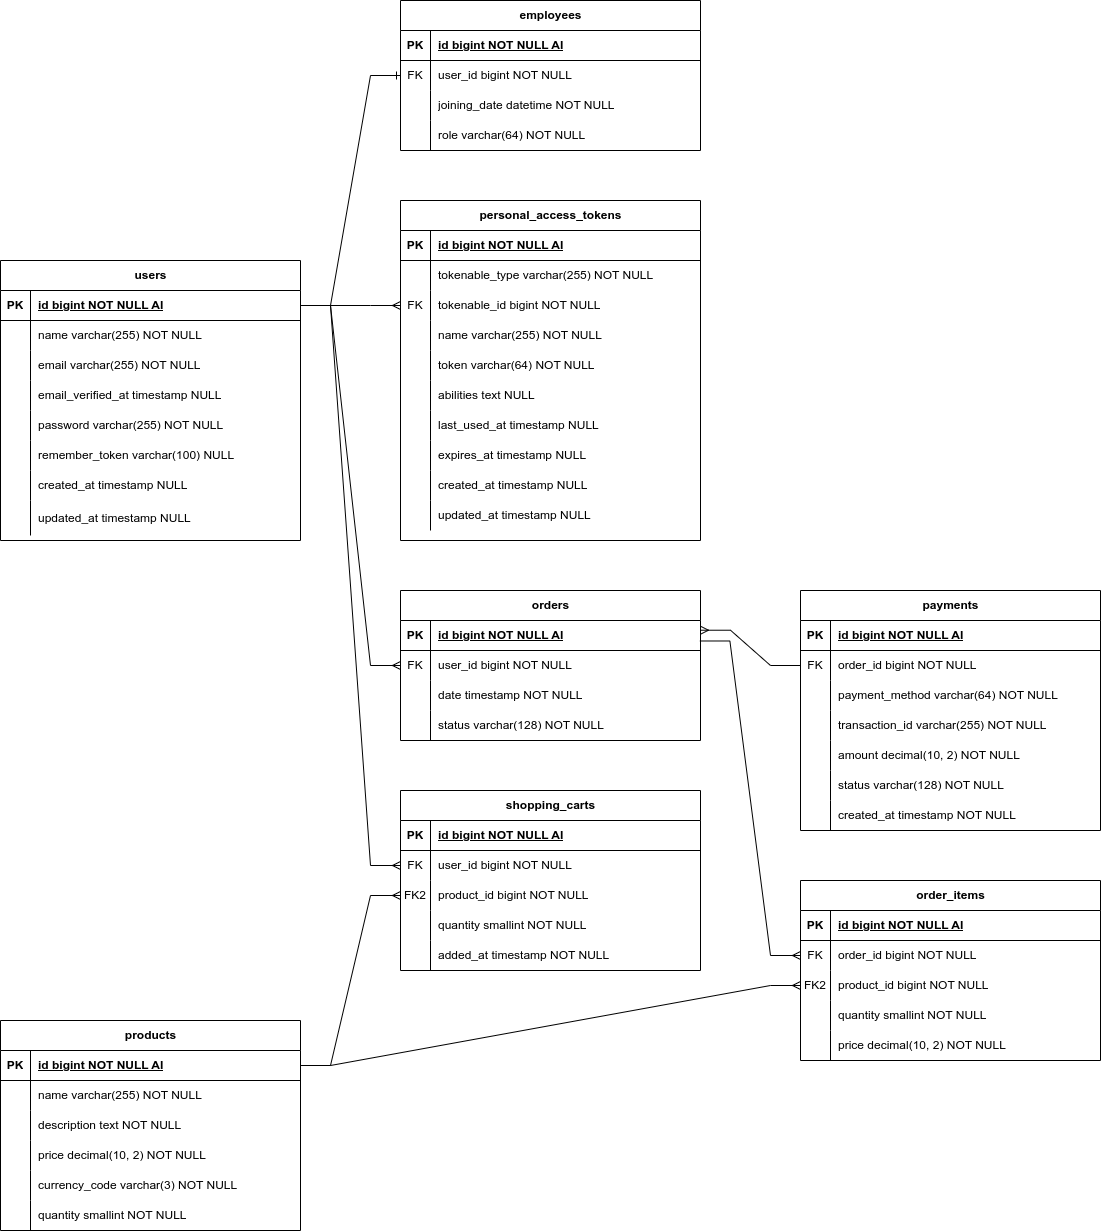 employees
PK id bigint NOT NULL AI
FK user_id bigint NOT NULL
joining_date datetime NOT NULL
role varchar(64) NOT NULL
personal_access_tokens
PK id bigint NOT NULL AI
tokenable_type varchar(255) NOT NULL
FK tokenable_id bigint NOT NULL
name varchar(255) NOT NULL
token varchar(64) NOT NULL
abilities text NULL
last_used_at timestamp NULL
expires_at timestamp NULL
created_at timestamp NULL
updated_at timestamp NULL
users
PK id bigint NOT NULL AI
name varchar(255) NOT NULL
email varchar(255) NOT NULL
email_verified_at timestamp NULL
password varchar(255) NOT NULL
remember_token varchar(100) NULL
created_at timestamp NULL
updated_at timestamp NULL
orders
PK id bigint NOT NULL AI
FK user_id bigint NOT NULL
date timestamp NOT NULL
status varchar(128) NOT NULL
payments
PK id bigint NOT NULL AI
FK order_id bigint NOT NULL
payment_method varchar(64) NOT NULL
transaction_id varchar(255) NOT NULL
amount decimal(10, 2) NOT NULL
status varchar(128) NOT NULL
created_at timestamp NOT NULL
shopping_carts
PK id bigint NOT NULL AI
FK user_id bigint NOT NULL
FK2 product_id bigint NOT NULL
quantity smallint NOT NULL
added_at timestamp NOT NULL
order_items
PK id bigint NOT NULL AI
FK order_id bigint NOT NULL
FK2 product_id bigint NOT NULL
quantity smallint NOT NULL
price decimal(10, 2) NOT NULL
products
PK id bigint NOT NULL AI
name varchar(255) NOT NULL
description text NOT NULL
price decimal(10, 2) NOT NULL
currency_code varchar(3) NOT NULL
quantity smallint NOT NULL